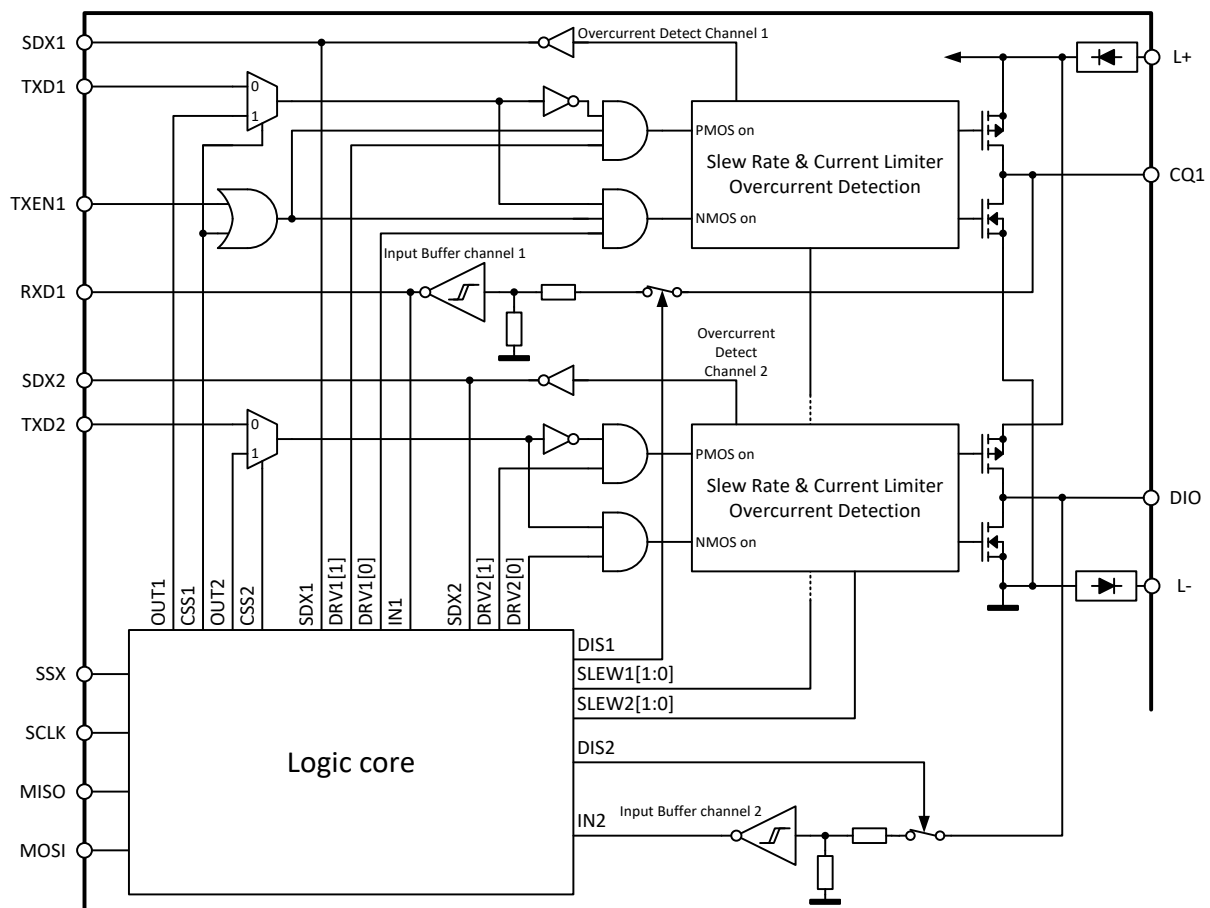 SDX1
Overcurrent Detect Channel 1
L+
TXD1
0
1
PMOS on
Slew Rate & Current Limiter
Overcurrent Detection
CQ1
TXEN1
NMOS on
Input Buffer channel 1
RXD1
Overcurrent
Detect
Channel 2
SDX2
TXD2
0
1
PMOS on
Slew Rate & Current Limiter
Overcurrent Detection
DIO
NMOS on
OUT1
CSS1
OUT2
CSS2
SDX1
DRV1[1]
DRV1[0]
IN1
SDX2
DRV2[1]
DRV2[0]
L-
DIS1
SSX
SLEW1[1:0]
SLEW2[1:0]
SCLK
DIS2
Logic core
MISO
Input Buffer channel 2
IN2
MOSI